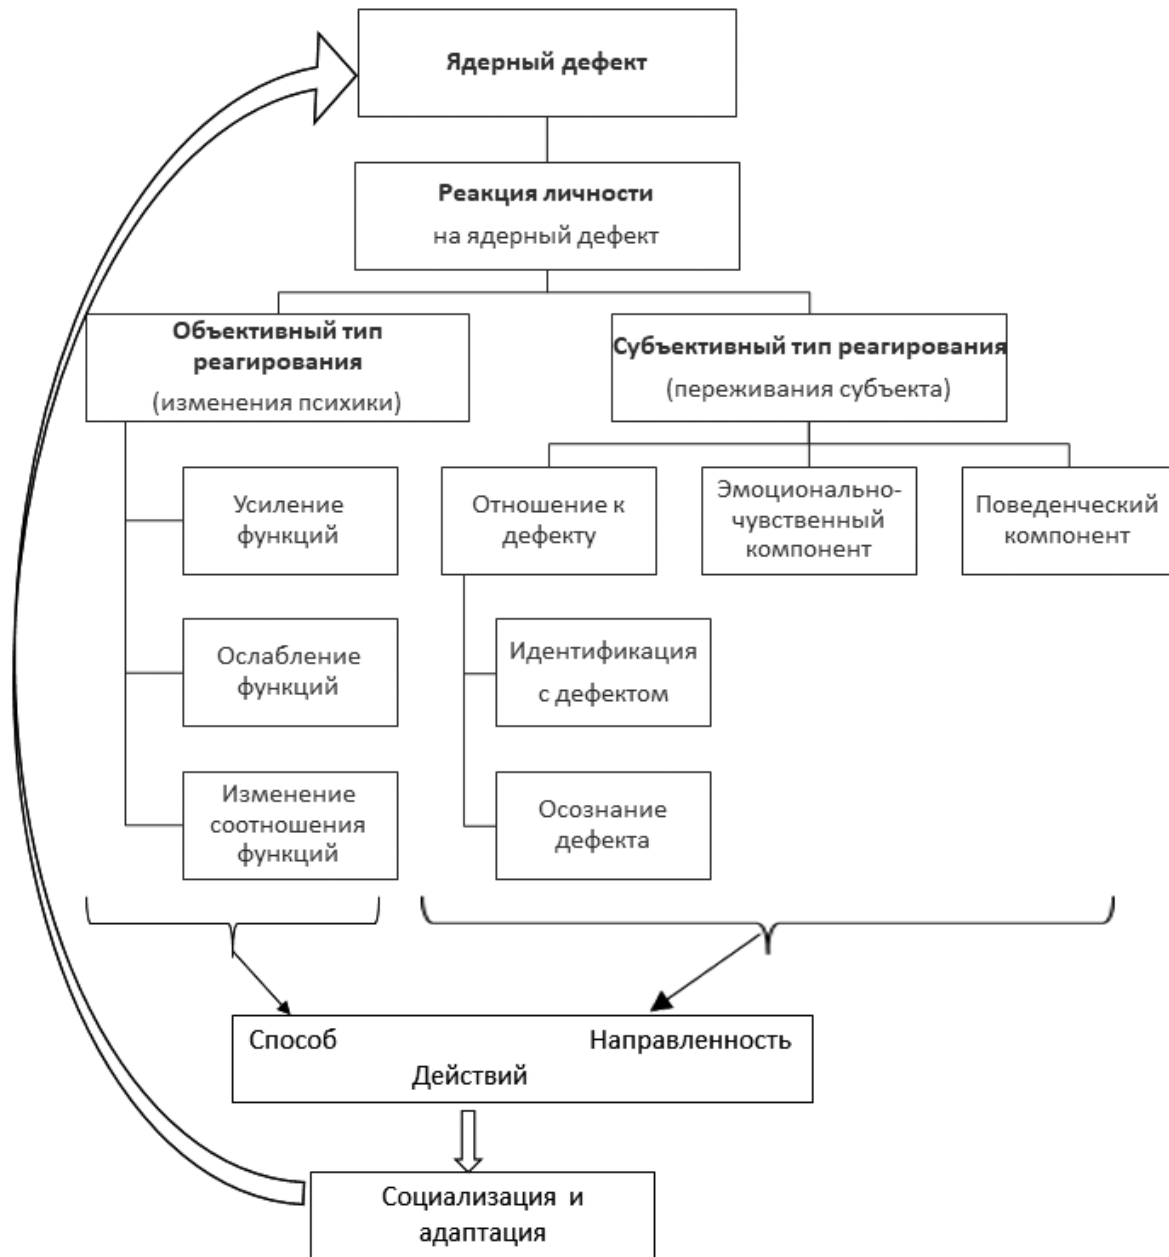 Ядерный дефект
Реакция личности
на ядерный дефект
Объективный тип
реагирования
(изменения психики)
Субъективный тип реагирования
(переживания субъекта)
Усиление
функций
Отношение к
дефекту
Эмоционально-
чувственный
компонент
Поведенческий
компонент
Ослабление
функций
Идентификация
с дефектом
Изменение
соотношения
функций
Осознание
дефекта
Способ Направленность
Действий
Социализация и
адаптация